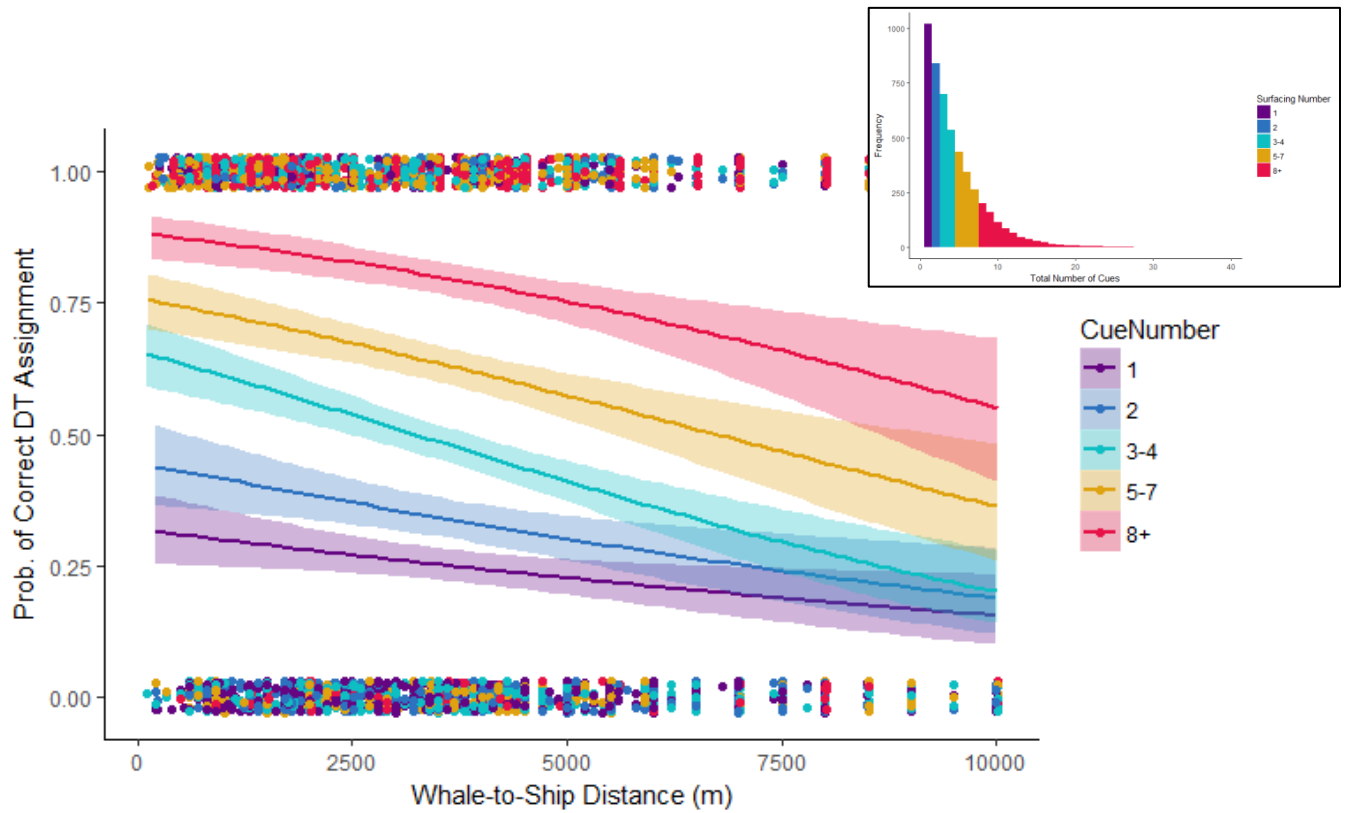 1000
750
500
250
0
Frequency
0 10 20 30 40
Total Number of Cues
Surfacing Number
1
2
3-4
5-7
8+
1.00
0.75
0.50
0.25
0.00
Prob. of Correct DT Assignment
0 2500 5000 7500 10000
Whale-to-Ship Distance (m)
CueNumber
1
2
3-4
5-7
8+